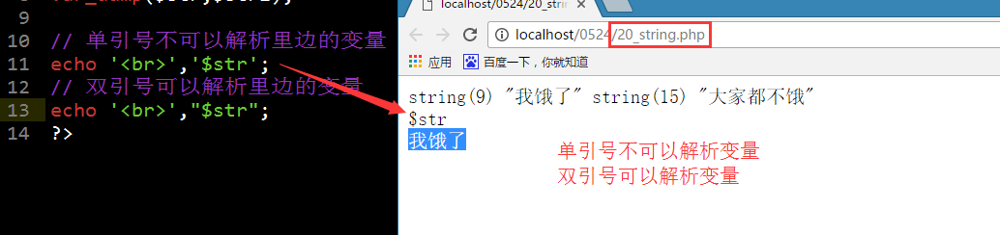 8 var_dump($str,$str2);
9
10 // 单引号不可以解析里边的变量
11 echo '<br>','$str';
12 // 双引号可以解析里边的变量
13 echo '<br>',"$str";
14 ?>
localhost/0524/20_strin
localhost/0524/20_string.php
应用 百度一下，你就知道
string(9) "我饿了" string(15) "大家都不饿"
$str
我饿了
单引号不可以解析变量
双引号可以解析变量